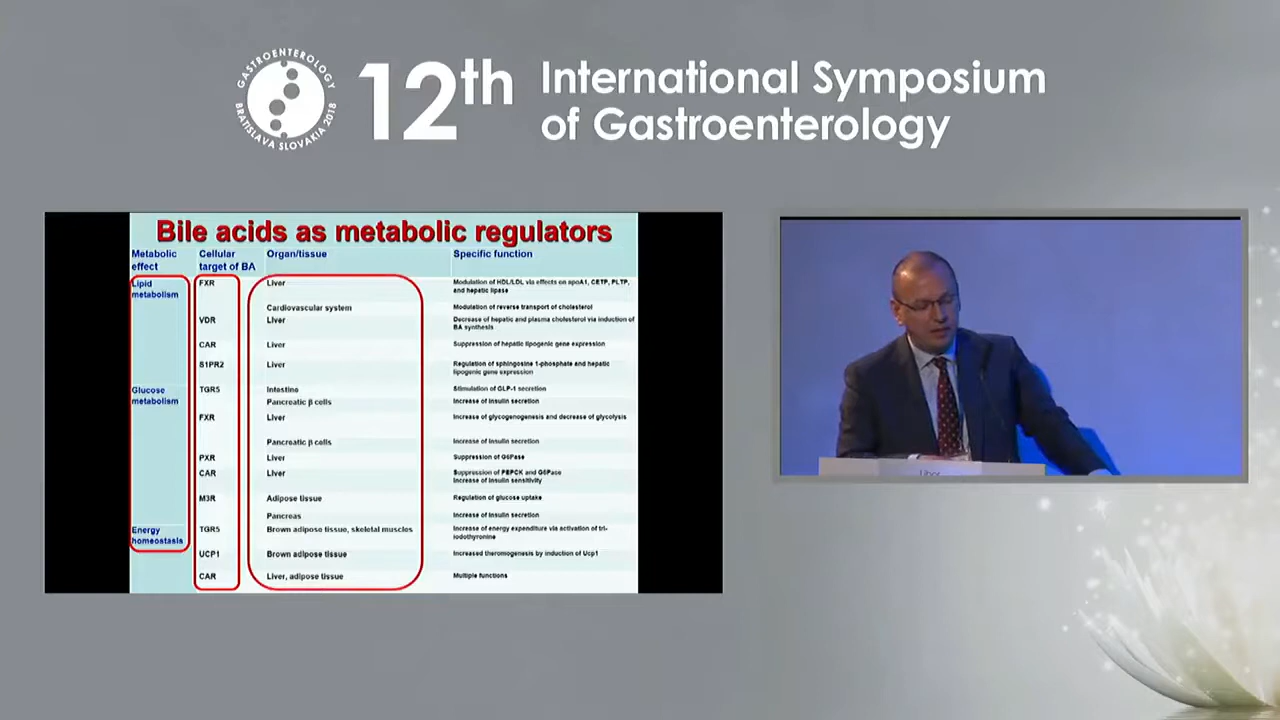 GASTROENTEROLOGY
BRATISLAVA SLOVAKIA 2018
12th
International Symposium
of Gastroenterology
Bile acids as metabolic regulators
Metabolic effect Cellular target of BA Organ/tissue Specific function
Lipid metabolism FXR Liver Modulation of HDL/LDL via effects on apoA1, CETP, PLTP, and hepatic lipase
Cardiovascular system Modulation of reverse transport of cholesterol
VDR Liver Decrease of hepatic and plasma cholesterol via induction of BA synthesis
CAR Liver Suppression of hepatic lipogenic gene expression
S1PR2 Liver Regulation of sphingosine 1-phosphate and hepatic lipogenic gene expression
Glucose metabolism TGR5 Intestine Stimulation of GLP-1 secretion
Pancreatic β cells Increase of insulin secretion
FXR Liver Increase of glycogenogenesis and decrease of glycolysis
Pancreatic β cells Increase of insulin secretion
PXR Liver Suppression of G6Pase
CAR Liver Suppression of PEPCK and G6Pase
Increase of insulin sensitivity
M3R Adipose tissue Regulation of glucose uptake
Pancreas Increase of insulin secretion
Energy homeostasis TGR5 Brown adipose tissue, skeletal muscles Increase of energy expenditure via activation of tri-iodothyronine
UCP1 Brown adipose tissue Increased theromogenesis by induction of Ucp1
CAR Liver, adipose tissue Multiple functions